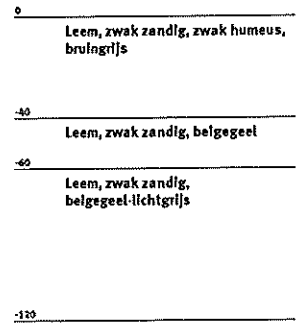 0
Leem, zwak zandig, zwak humeus,
bruingrijs
-40
Leem, zwak zandig, beigegeel
-60
Leem, zwak zandig,
beigegeel-lichtgrijs
-120